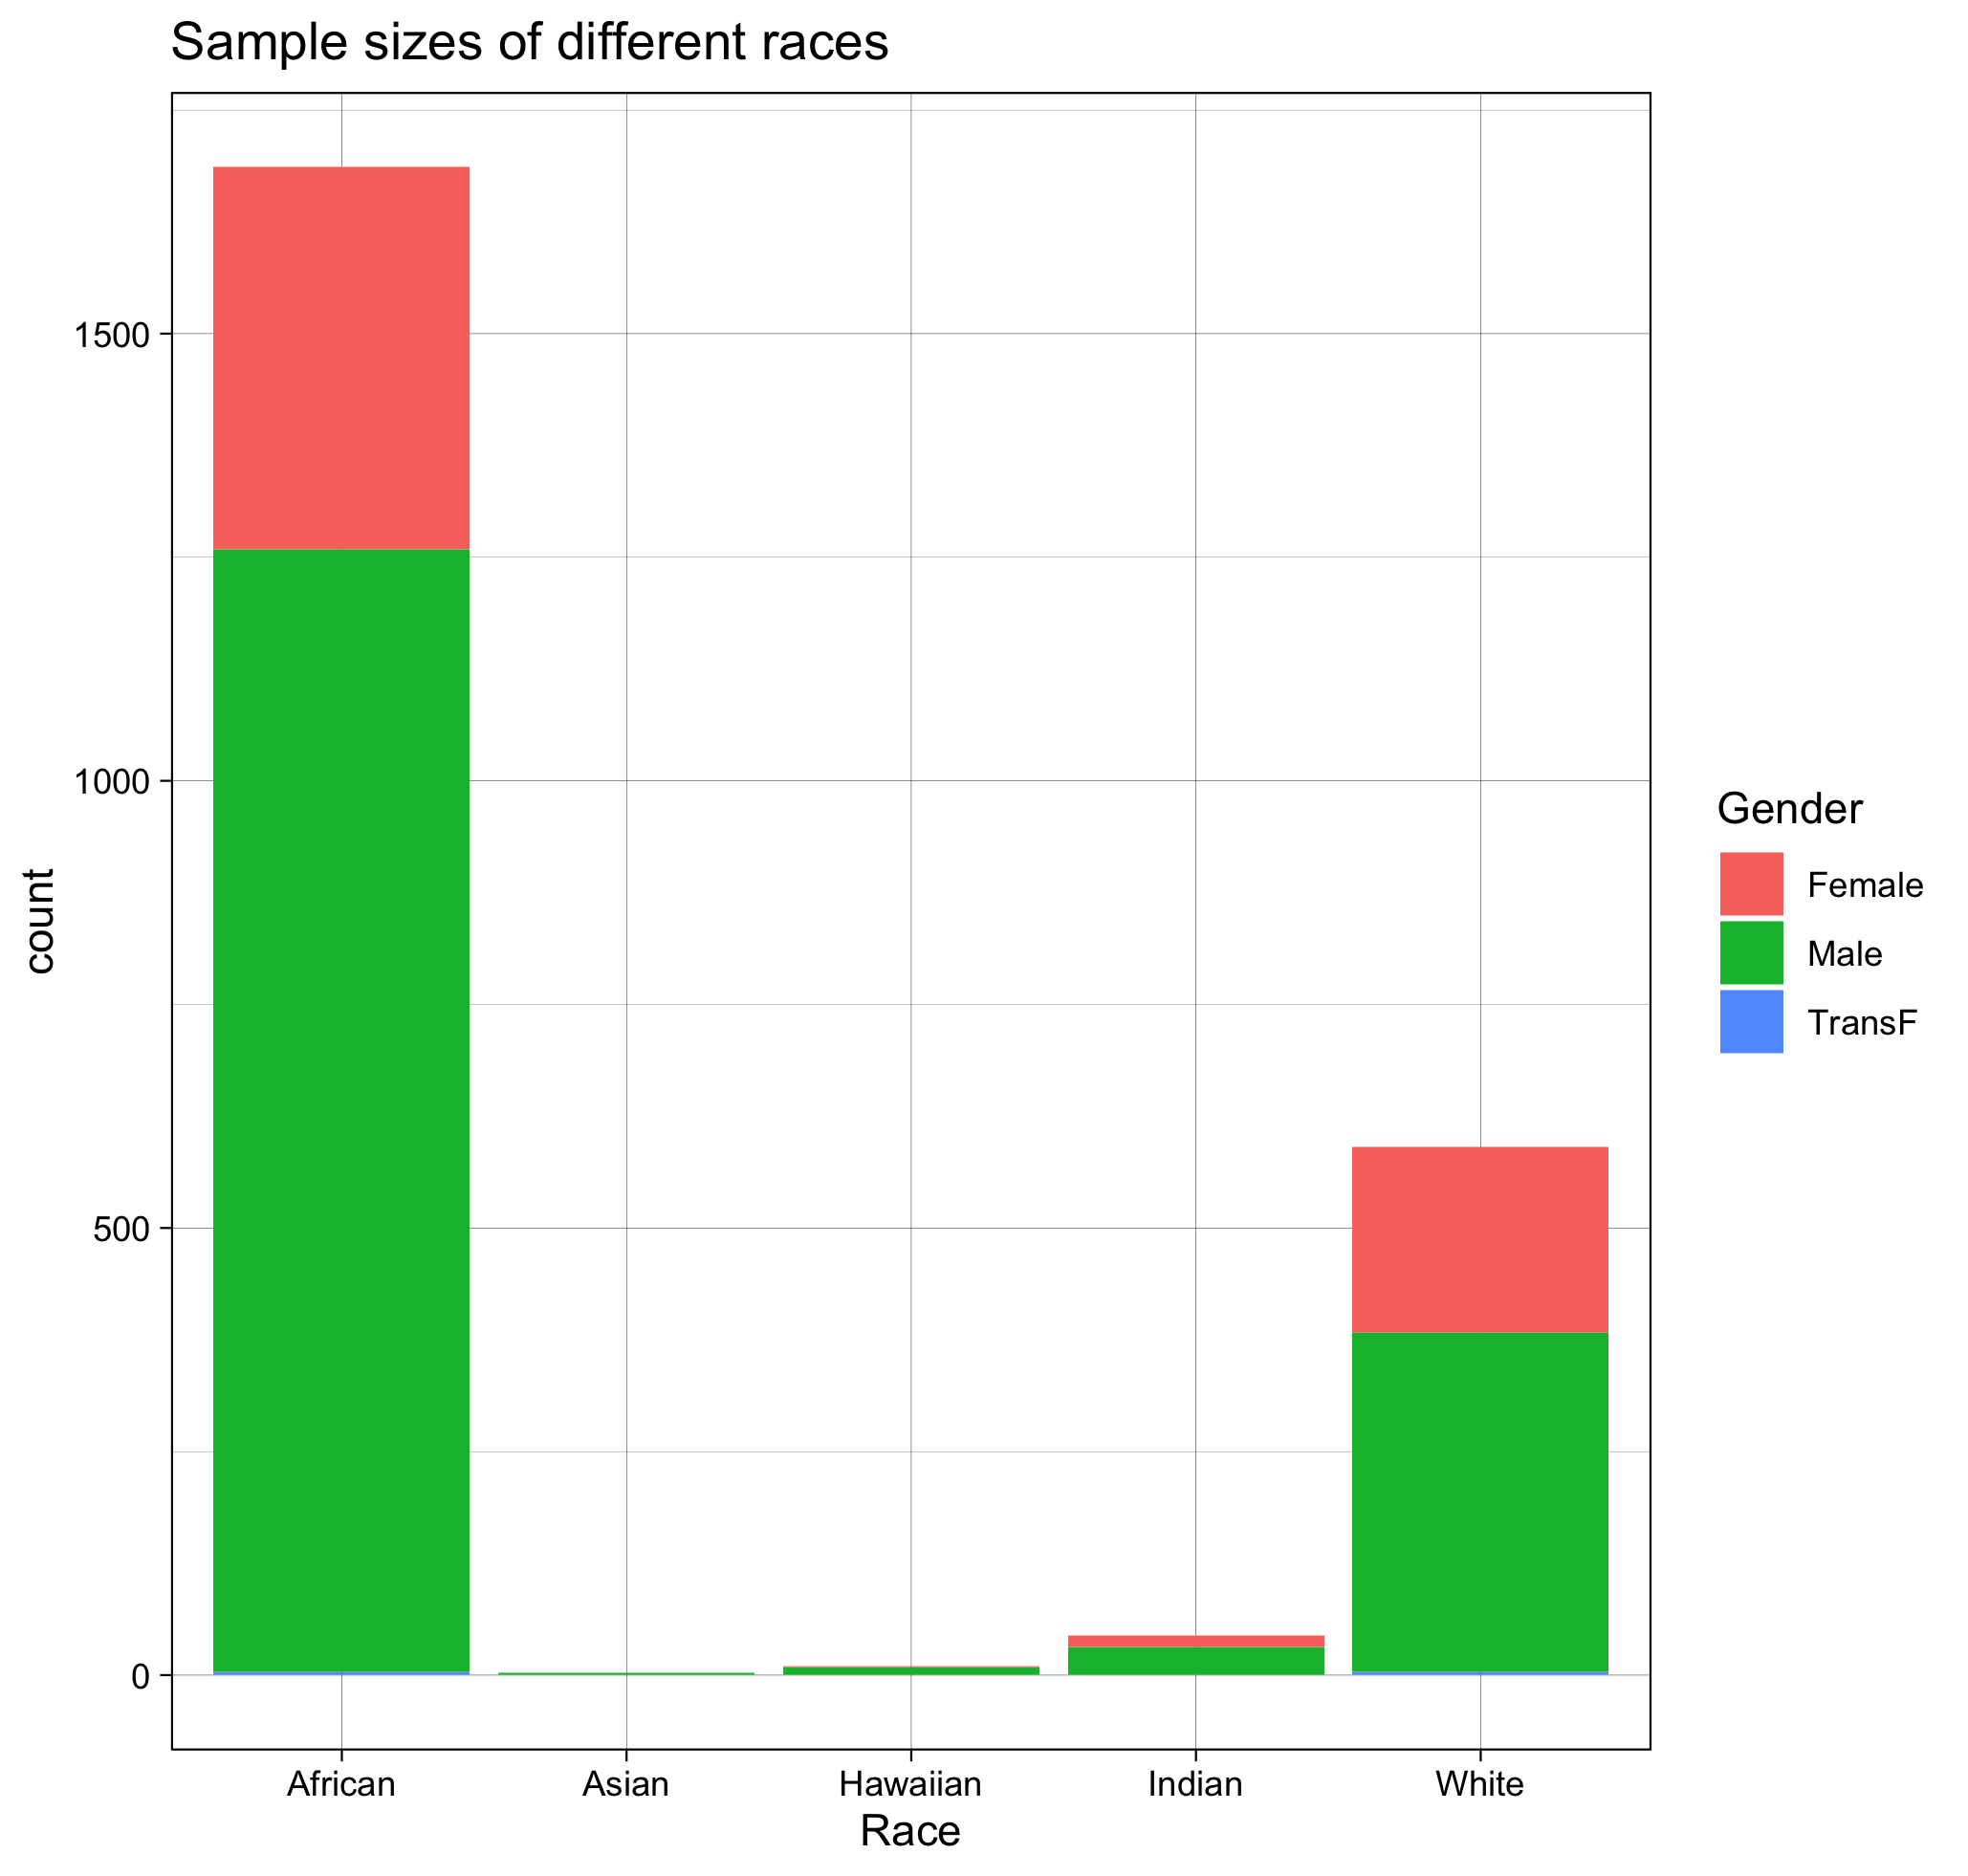 Sample sizes of different races
1500
1000
500
0
count
African
Asian
Hawaiian
Indian
White
Race
Gender
Female
Male
TransF